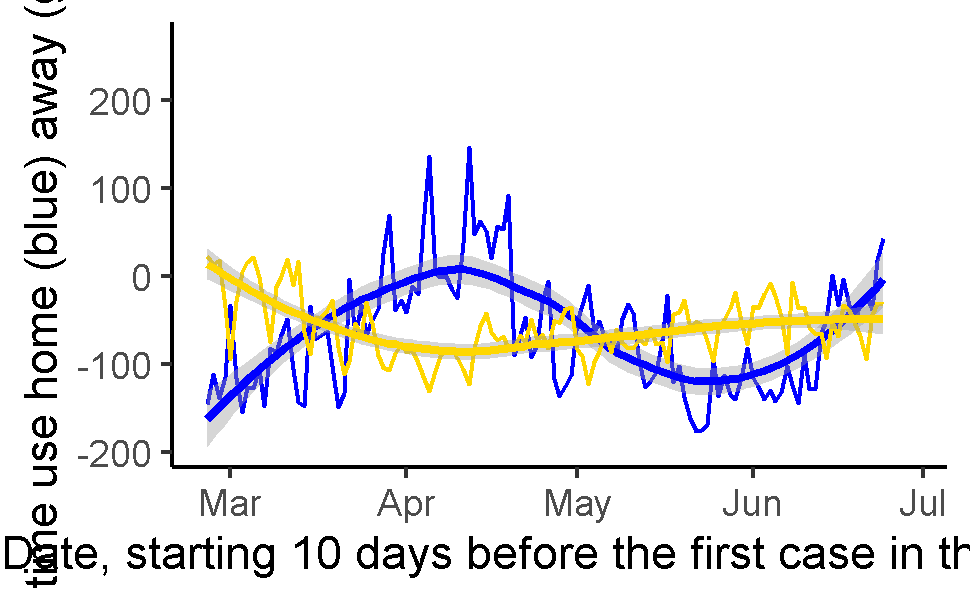 time use home (blue) away (
200
100
0
-100
-200
Mar Apr May Jun Jul
Date, starting 10 days before the first case in th